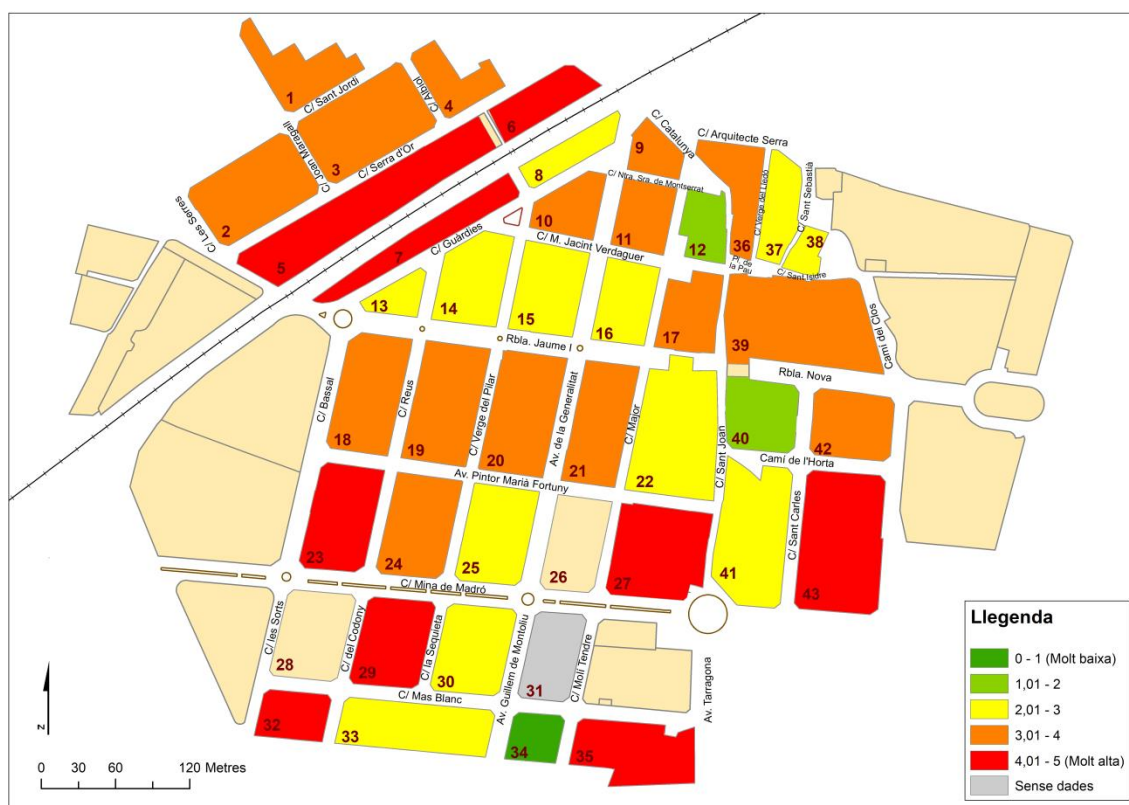 1
C/ Sant Jordi
C/ Albiol
4
6
C/ Joan Maragall
3
C/ Serra d'Or
C/ Les Serres
2
5
7
C/ Guàrdies
8
9
C/ Catalunya
C/ Arquitecte Serra
C/ Ntra. Sra. de Montserrat
10
11
12
C/ M. Jacint Verdaguer
36
C/ Verge del Lledó
37
C/ Sant Sebastià
38
Pl. de
la Pau
C/ Sant Isidre
13
14
15
16
17
39
Camí del Clos
Rbla. Jaume I
Rbla. Nova
C/ Bassal
C/ Reus
C/ Verge del Pilar
Av. de la Generalitat
C/ Major
C/ Sant Joan
18
19
20
21
22
40
42
Camí de l'Horta
Av. Pintor Marià Fortuny
C/ Sant Carles
23
24
25
26
27
41
43
C/ Mina de Madró
C/ les Sorts
C/ del Codony
C/ la Sequieta
Av. Guillem de Montoliu
C/ Molí Tendre
Av. Tarragona
28
29
30
31
C/ Mas Blanc
32
33
34
35
N
0 30 60 120 Metres
Llegenda
0 - 1 (Molt baixa)
1,01 - 2
2,01 - 3
3,01 - 4
4,01 - 5 (Molt alta)
Sense dades